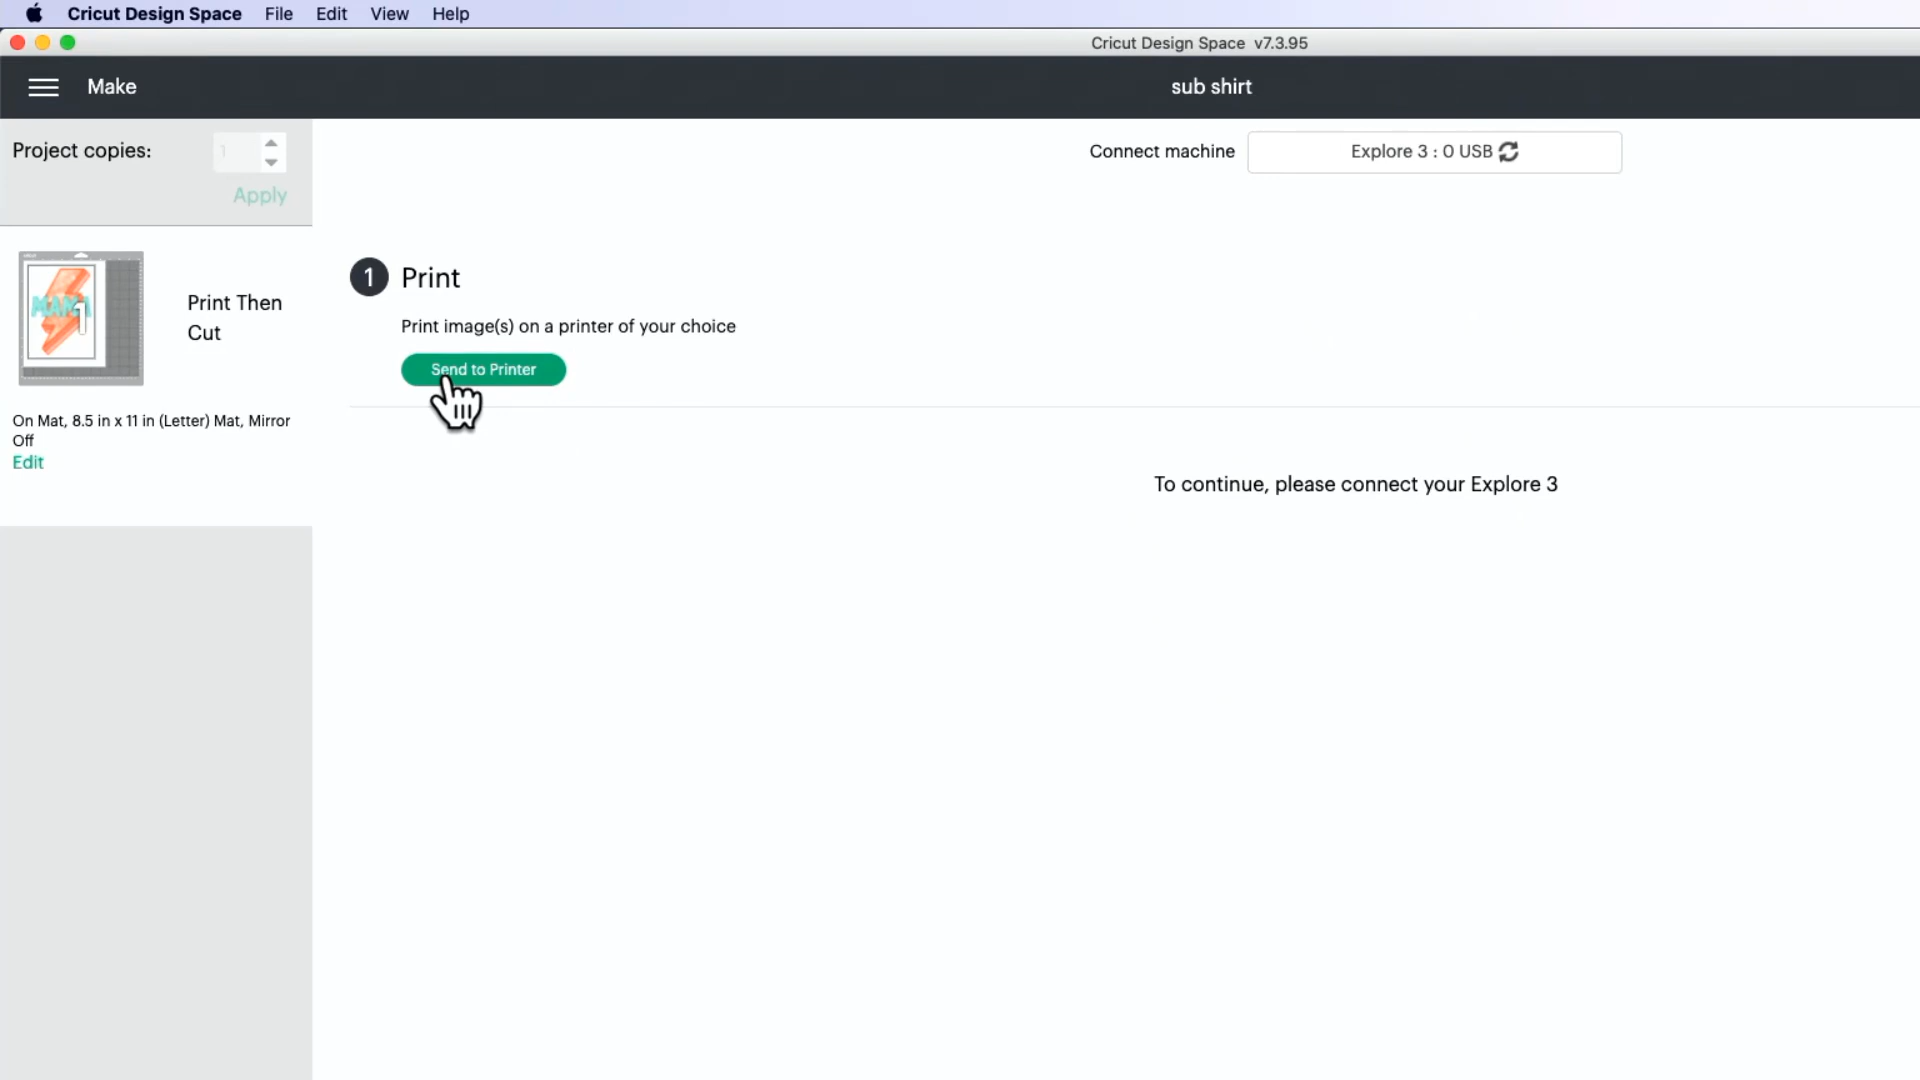 Cricut Design Space File Edit View Help
Cricut Design Space v7.3.95
Make
sub shirt
Project copies:
1
Apply
Connect machine
Explore 3 : 0 USB
MAMA
1
Print Then
Cut
On Mat, 8.5 in x 11 in (Letter) Mat, Mirror
Off
Edit
1 Print
Print image(s) on a printer of your choice
Send to Printer
To continue, please connect your Explore 3